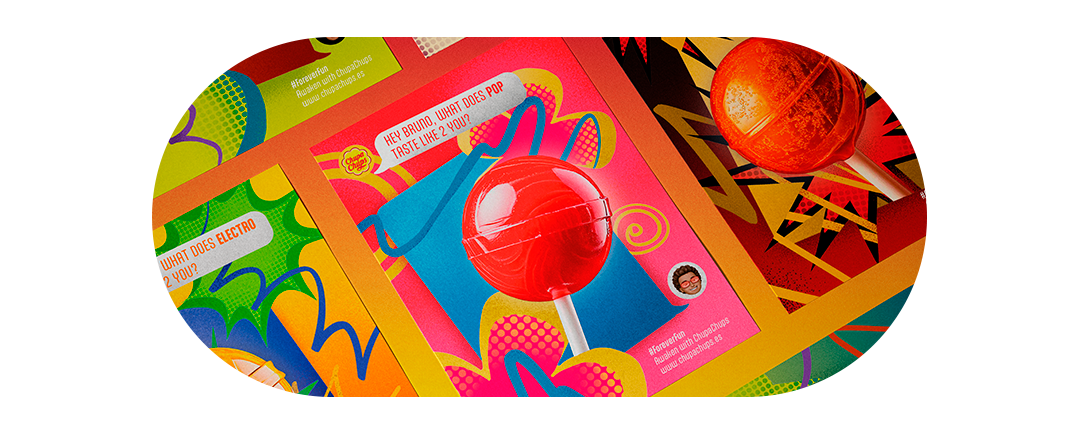 #ForeverFun
Awaken with ChupaChups
www.chupachups.es
HEY BRUNO, WHAT DOES POP
TASTE LIKE 2 YOU?
Chupa
Chups
WHAT DOES ELECTRO
2 YOU?
#ForeverFun
Awaken with ChupaChups
www.chupachups.es